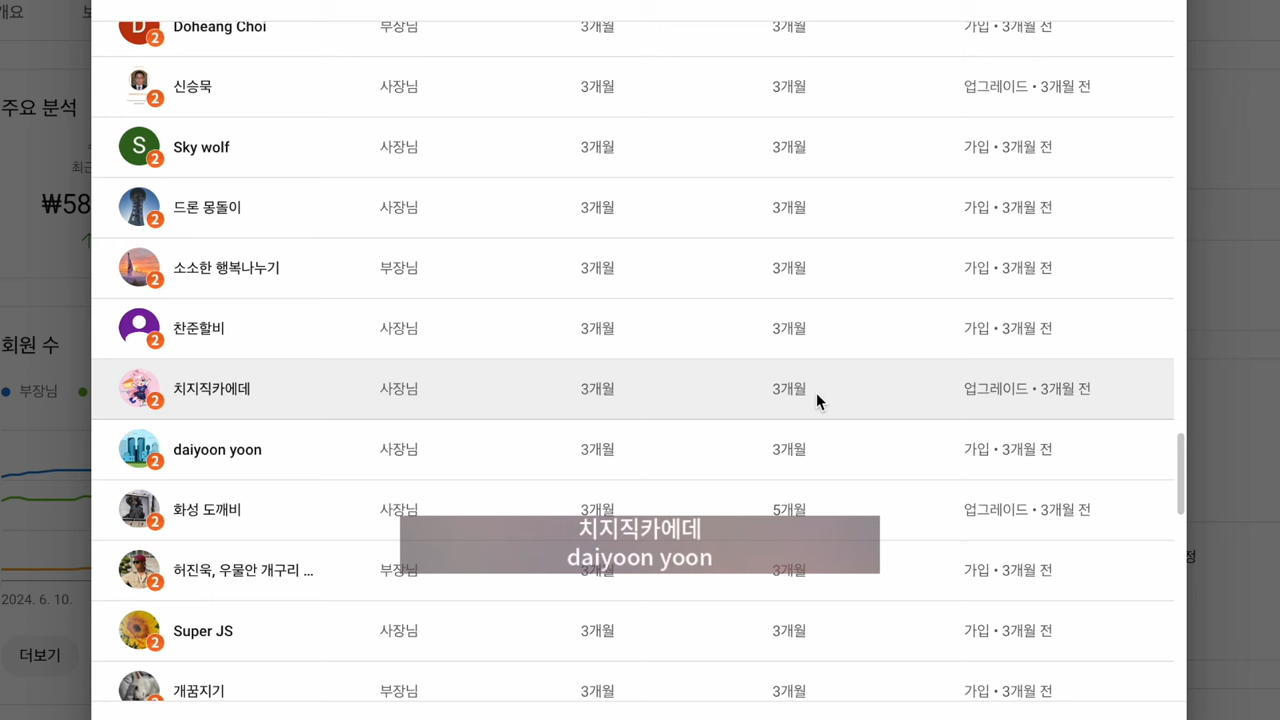 개요
Doheang Choi 부장님 3개월 3개월 가입 • 3개월 전
신승묵 사장님 3개월 3개월 업그레이드 • 3개월 전
주요 분석
Sky wolf 사장님 3개월 3개월 가입 • 3개월 전
최근
₩58
드론 몽돌이 사장님 3개월 3개월 가입 • 3개월 전
소소한 행복나누기 부장님 3개월 3개월 가입 • 3개월 전
찬준할비 사장님 3개월 3개월 가입 • 3개월 전
회원 수
부장님
치지직카에데 사장님 3개월 3개월 업그레이드 • 3개월 전
daiyoon yoon 사장님 3개월 3개월 가입 • 3개월 전
화성 도깨비 사장님 3개월 5개월 업그레이드 • 3개월 전
치지직카에데
daiyoon yoon
허진욱, 우물안 개구리 ... 부장님 3개월 3개월 가입 • 3개월 전
정
2024. 6. 10.
Super JS 사장님 3개월 3개월 가입 • 3개월 전
더보기
개꿈지기 부장님 3개월 3개월 가입 • 3개월 전